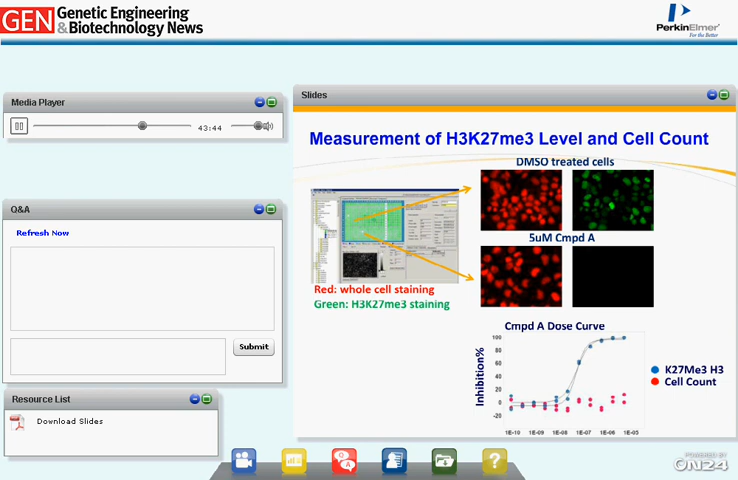 GEN Genetic Engineering
& Biotechnology News
PerkinElmer
For the Better
Media Player
43:44
Q&A
Refresh Now
Submit
Resource List
Download Slides
Slides
Measurement of H3K27me3 Level and Cell Count
DMSO treated cells
5uM Cmpd A
Red: whole cell staining
Green: H3K27me3 staining
Cmpd A Dose Curve
Inhibition%
100
80
60
40
20
0
-20
-40
1E-10 1E-09 1E-08 1E-07 1E-06 1E-05
K27Me3 H3
Cell Count
Q
A
?
POWERED BY
ON24